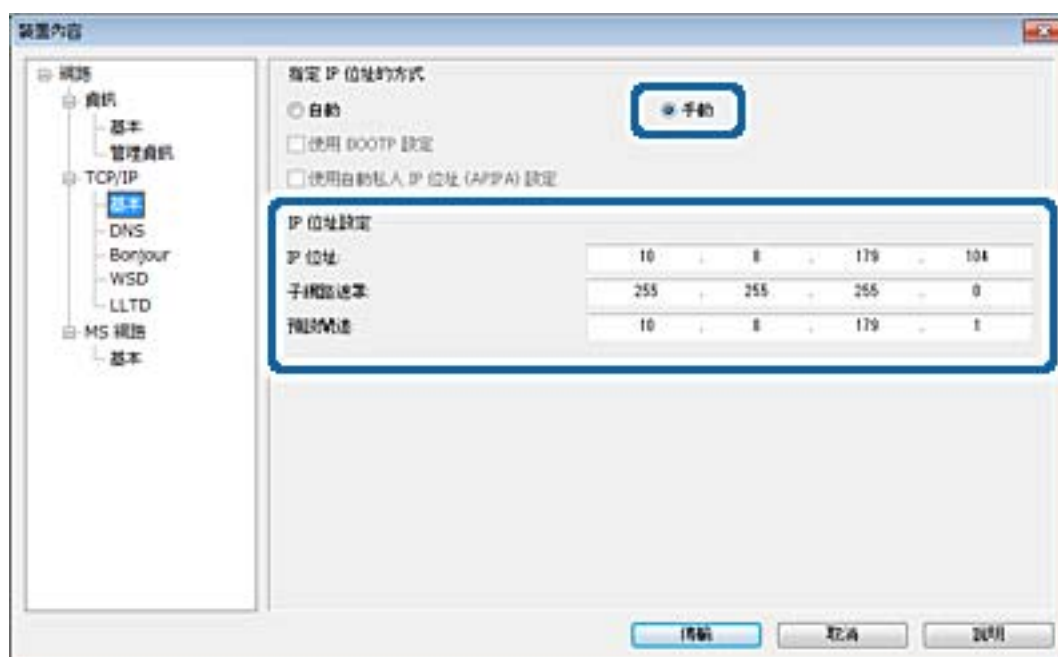 裝置內容
網路
資訊
基本
管理資訊
TCP/IP
基本
DNS
Bonjour
WSD
LLTD
MS 網路
基本
指定 IP 位址的方式
自動 手動
使用 BOOTP 設定
使用自動私人 IP 位址 (APIPA) 設定
IP 位址設定
IP 位址: 10 . 8 . 179 . 104
子網路遮罩: 255 . 255 . 255 . 0
預設閘道: 10 . 8 . 179 . 1
傳輸 取消 說明